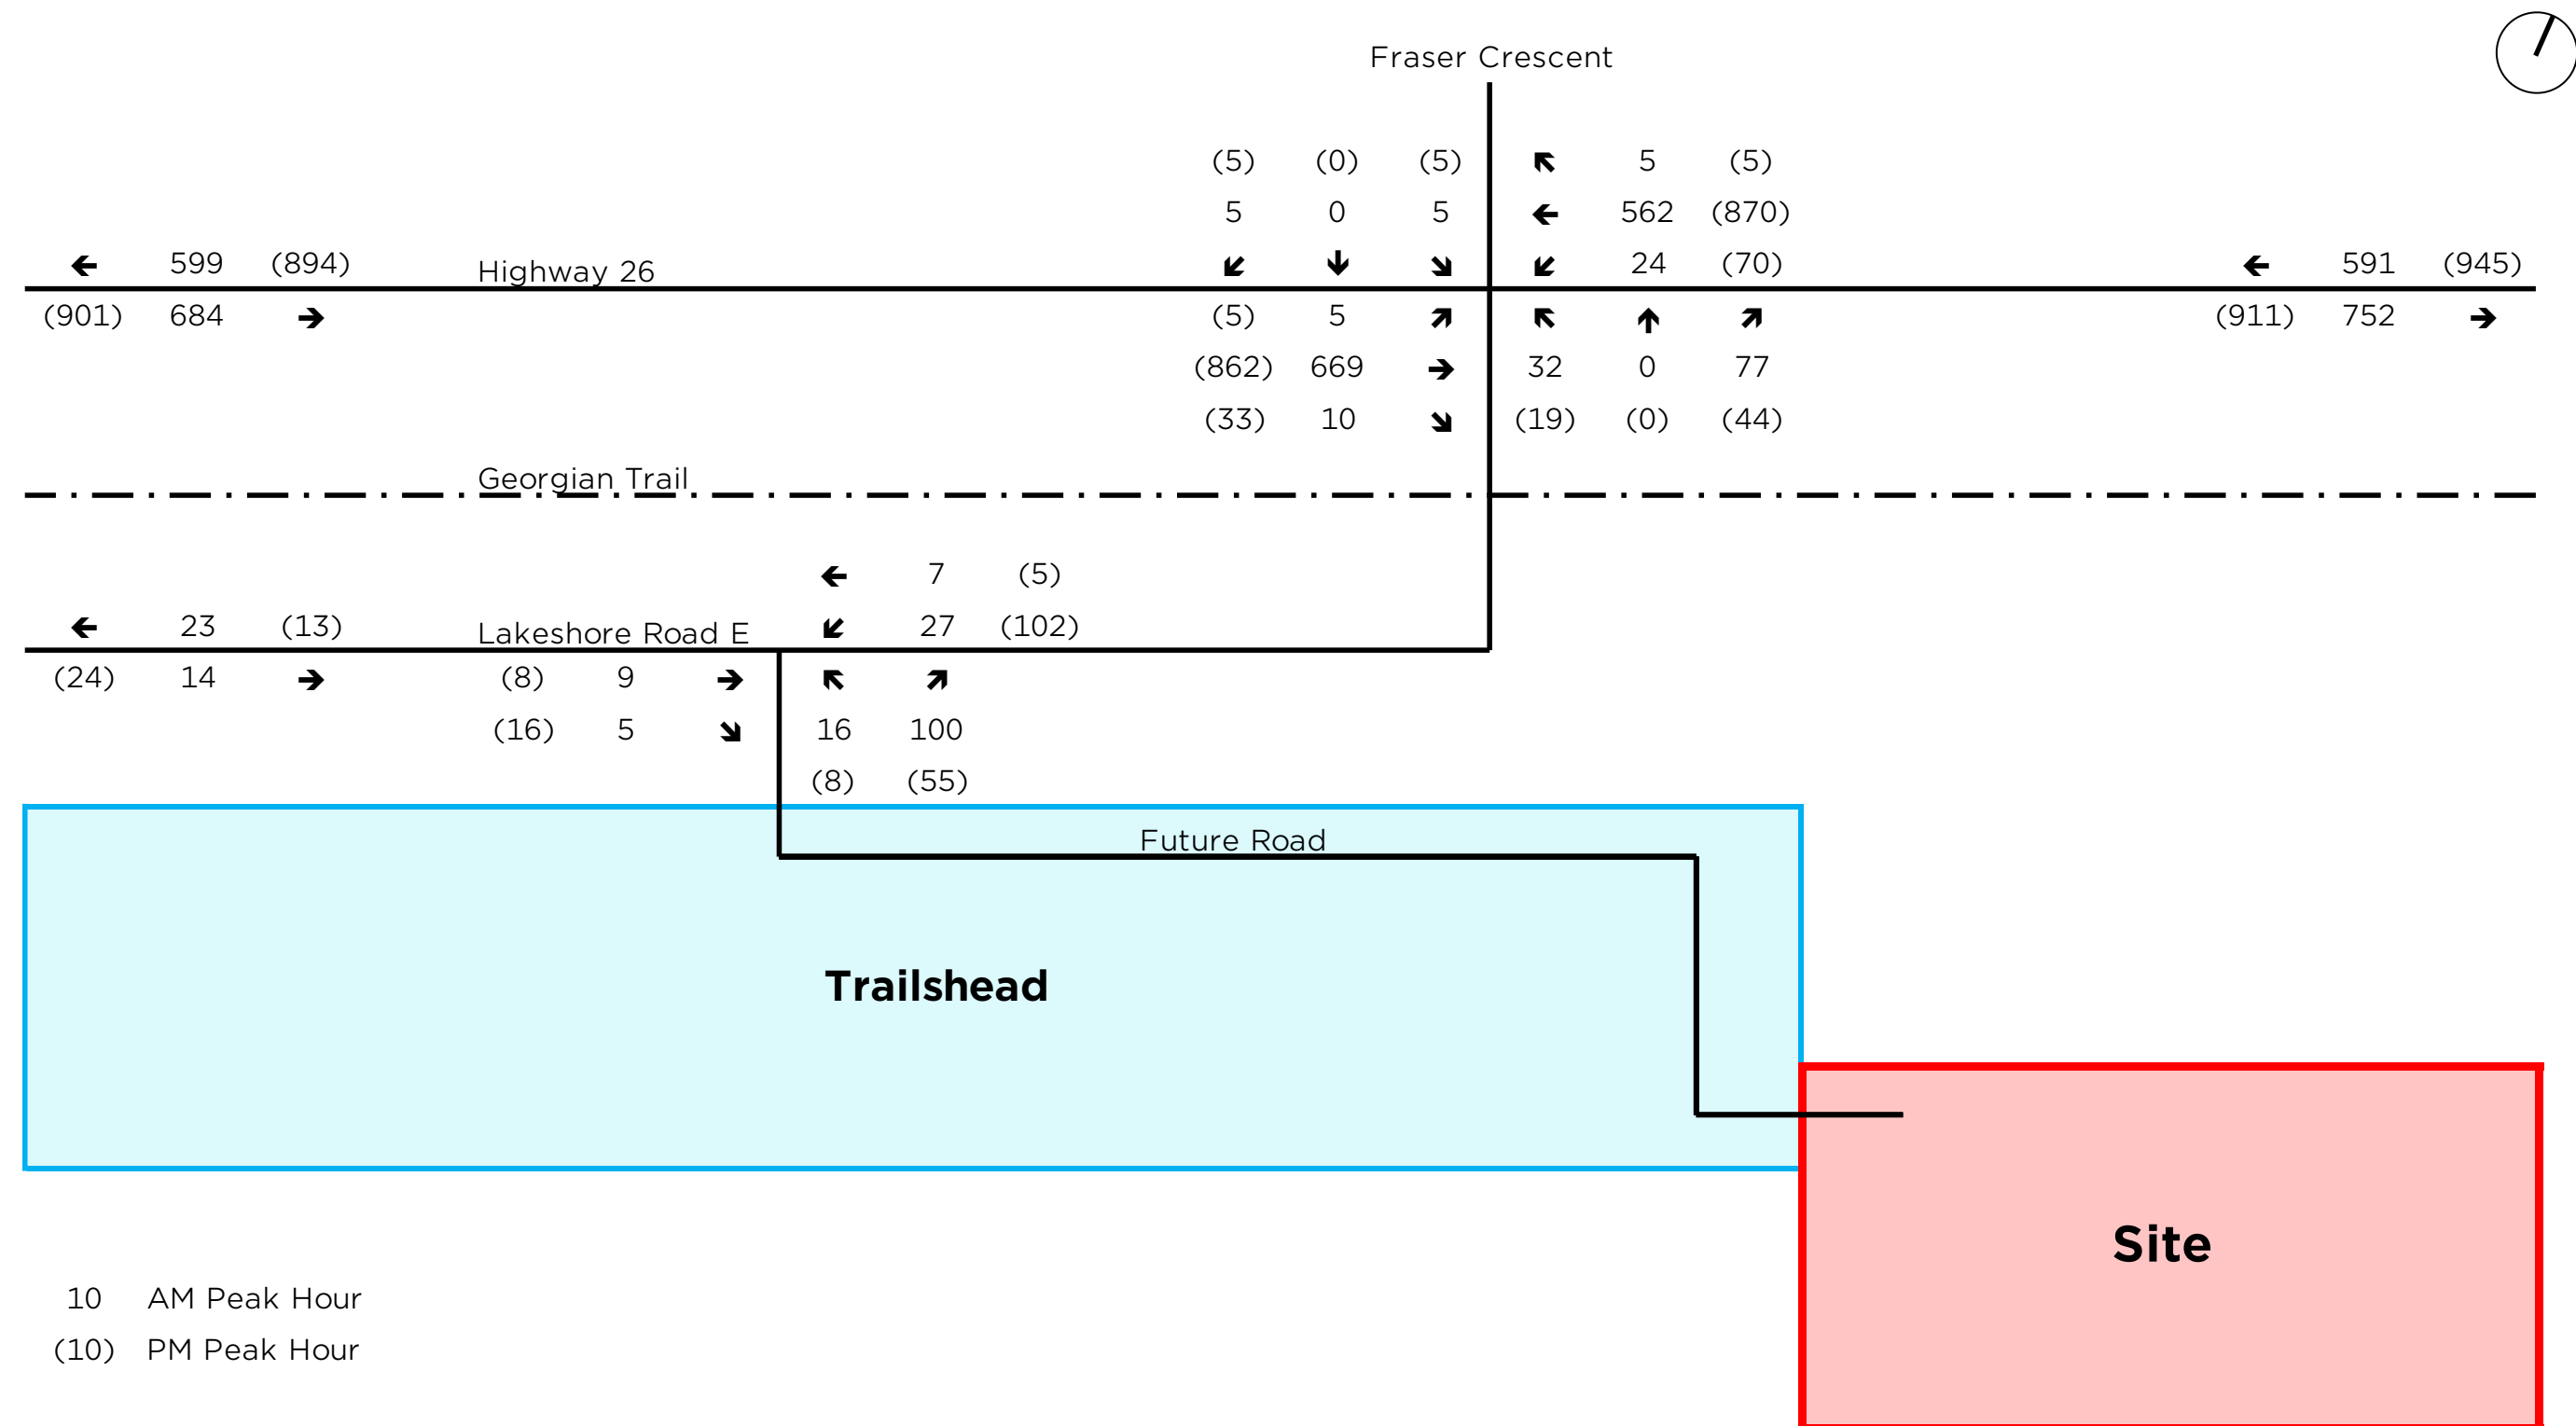 Fraser Crescent
(5) (0) (5) 5 (5)
5 0 5 562 (870)
599 (894) Highway 26 24 (70) 591 (945)
(901) 684 (5) 5 (911) 752
(862) 669 32 0 77
(33) 10 (19) (0) (44)
Georgian Trail
7 (5)
23 (13) Lakeshore Road E 27 (102)
(24) 14 (8) 9
(16) 5 16 100
(8) (55)
Future Road
Trailshead
Site
10 AM Peak Hour
(10) PM Peak Hour